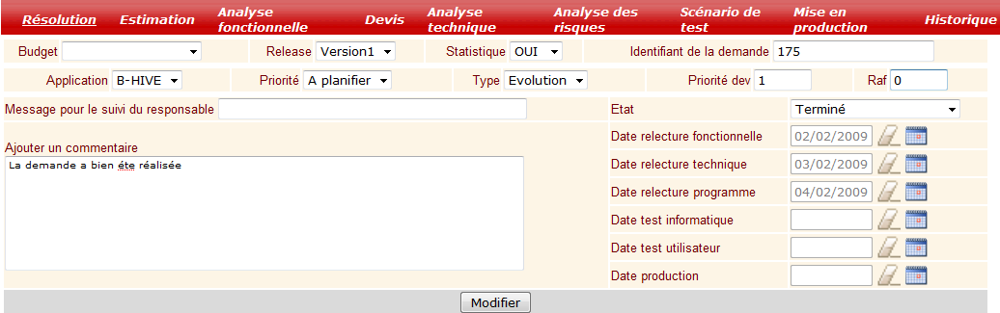 Résolution Estimation Analyse fonctionnelle Devis Analyse technique Analyse des risques Scénario de test Mise en production Historique
Budget Release Version1 Statistique OUI Identifiant de la demande 175
Application B-HIVE Priorité A planifier Type Evolution Priorité dev 1 Raf 0
Message pour le suivi du responsable Etat Terminé
Date relecture fonctionnelle 02/02/2009
Ajouter un commentaire
La demande a bien éte réalisée
Date relecture technique 03/02/2009
Date relecture programme 04/02/2009
Date test informatique
Date test utilisateur
Date production
Modifier